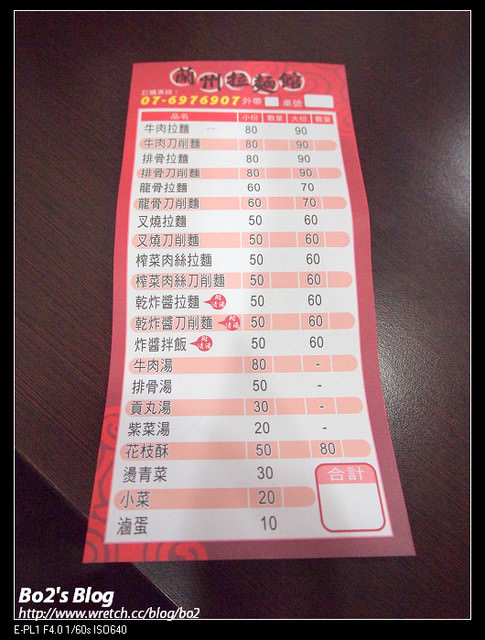 蘭州拉麵館
訂購專線：
07-6976907 外帶 桌號
品名 小份 數量 大份 數量
牛肉拉麵 80 90
牛肉刀削麵 80 90
排骨拉麵 80 90
排骨刀削麵 80 90
龍骨拉麵 60 70
龍骨刀削麵 60 70
叉燒拉麵 50 60
叉燒刀削麵 50 60
榨菜肉絲拉麵 50 60
榨菜肉絲刀削麵 50 60
乾炸醬拉麵 50 60
乾炸醬刀削麵 50 60
炸醬拌飯 50 60
牛肉湯 80 -
排骨湯 50 -
貢丸湯 30 -
紫菜湯 20 -
花枝酥 50 80
燙青菜 30
合計
小菜 20
滷蛋 10
Bo2's Blog
http://www.wretch.cc/blog/bo2
E-PL1 F4.0 1/60s ISO640